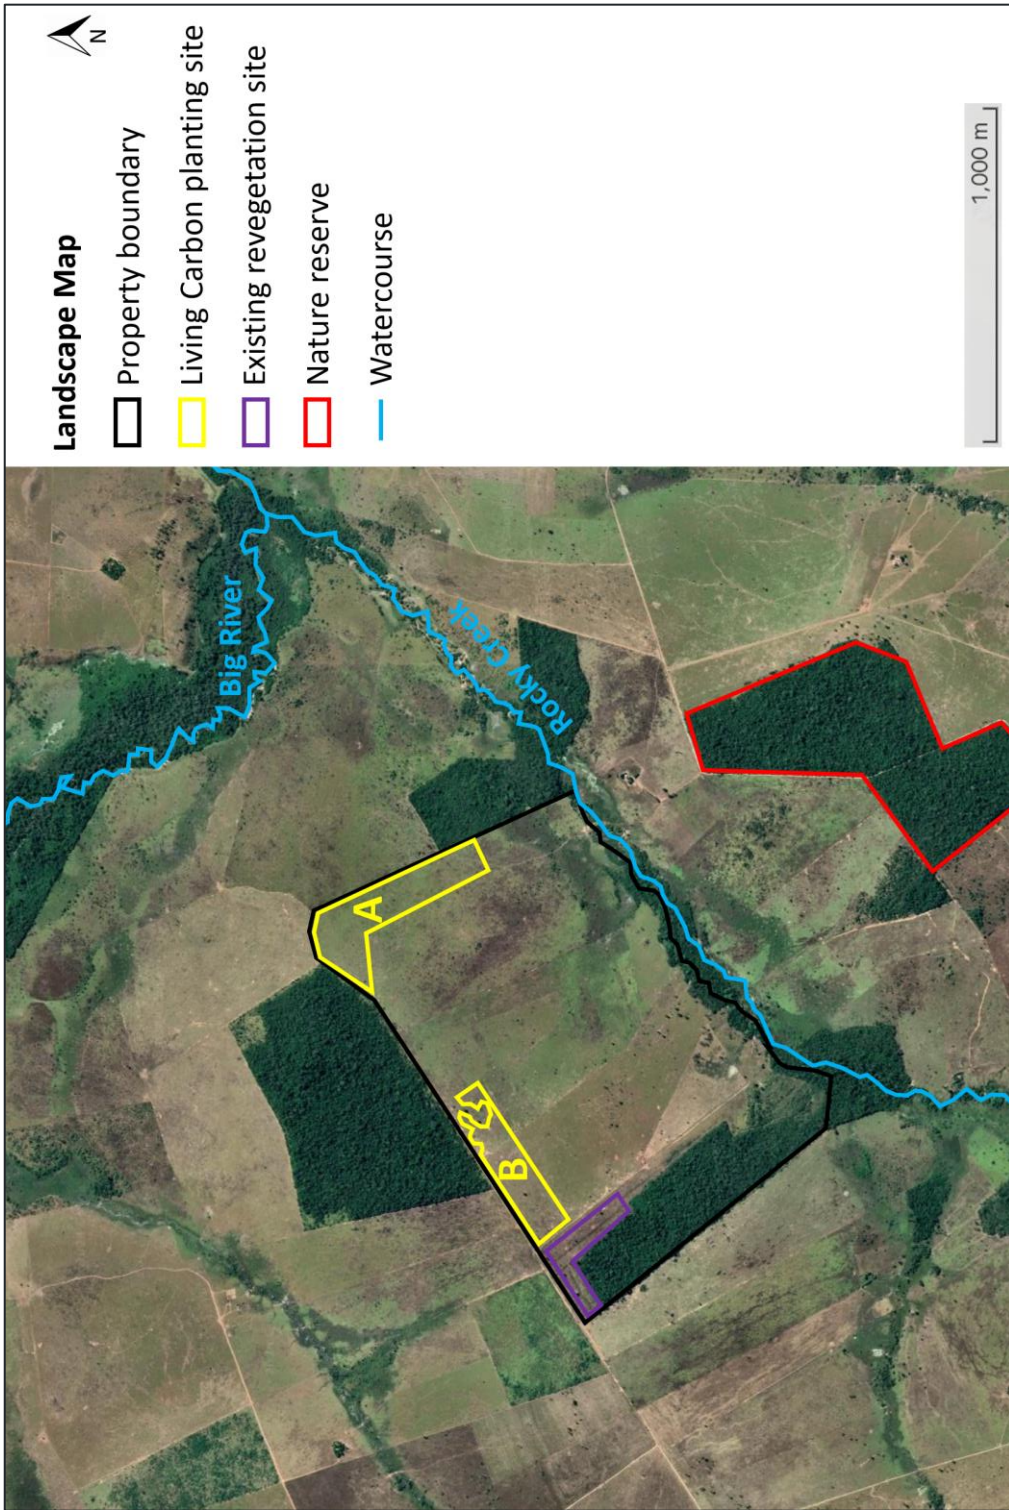 N
Landscape Map
Property boundary
Living Carbon planting site
Existing revegetation site
Nature reserve
Watercourse
1,000 m
Big River
Rocky Creek
A
B